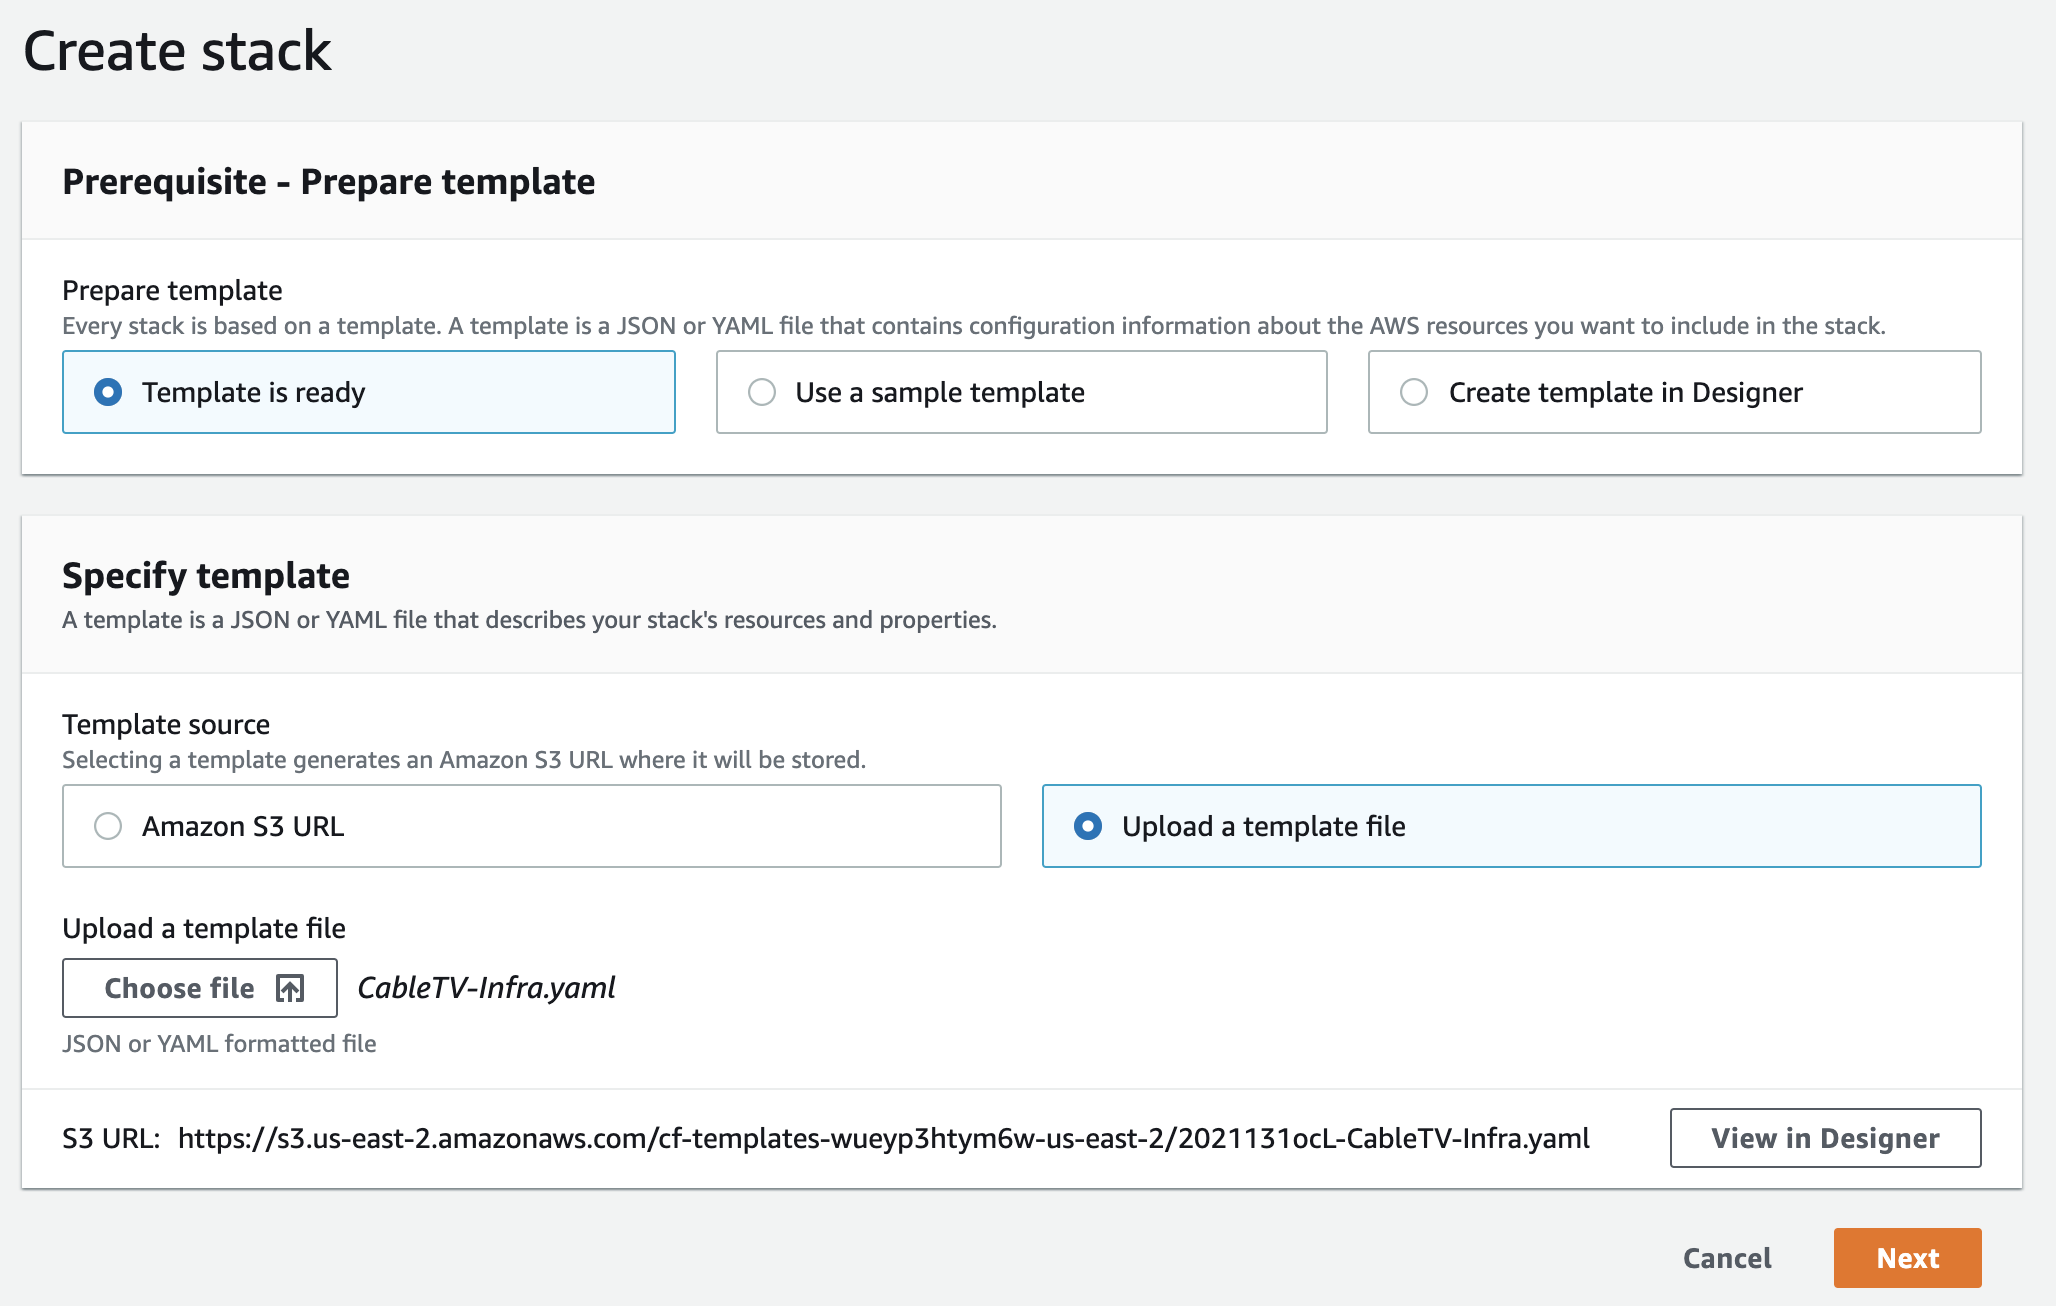 Create stack
Prerequisite - Prepare template
Prepare template
Every stack is based on a template. A template is a JSON or YAML file that contains configuration information about the AWS resources you want to include in the stack.
Template is ready
Use a sample template
Create template in Designer
Specify template
A template is a JSON or YAML file that describes your stack's resources and properties.
Template source
Selecting a template generates an Amazon S3 URL where it will be stored.
Amazon S3 URL
Upload a template file
Upload a template file
Choose file
CableTV-Infra.yaml
JSON or YAML formatted file
S3 URL: https://s3.us-east-2.amazonaws.com/cf-templates-wueyp3htym6w-us-east-2/2021131ocL-CableTV-Infra.yaml
View in Designer
Cancel
Next